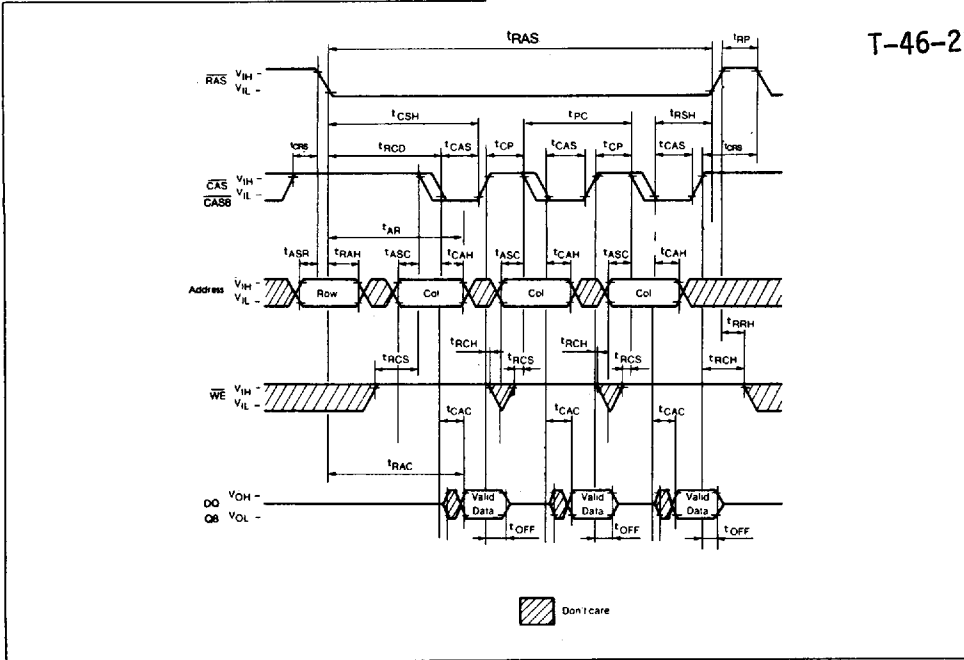 T-46-2
tRAS
tRP
RAS VIH
VIL
tCSH
tPC
tRSH
tCRS
tRCD
tCAS
tCP
tCAS
tCP
tCAS
tCRS
CAS VIH
CAS8 VIL
tAR
tASR
tRAH
tASC
tCAH
tASC
tCAH
tASC
tCAH
Address VIH
VIL
Row
Col
Col
Col
tRRH
tRCS
tRCH
tRCS
tRCH
tRCS
tRCH
WE VIH
VIL
tCAC
tCAC
tCAC
tRAC
DQ VOH
Q8 VOL
Valid Data
Valid Data
Valid Data
tOFF
tOFF
tOFF
Don't care